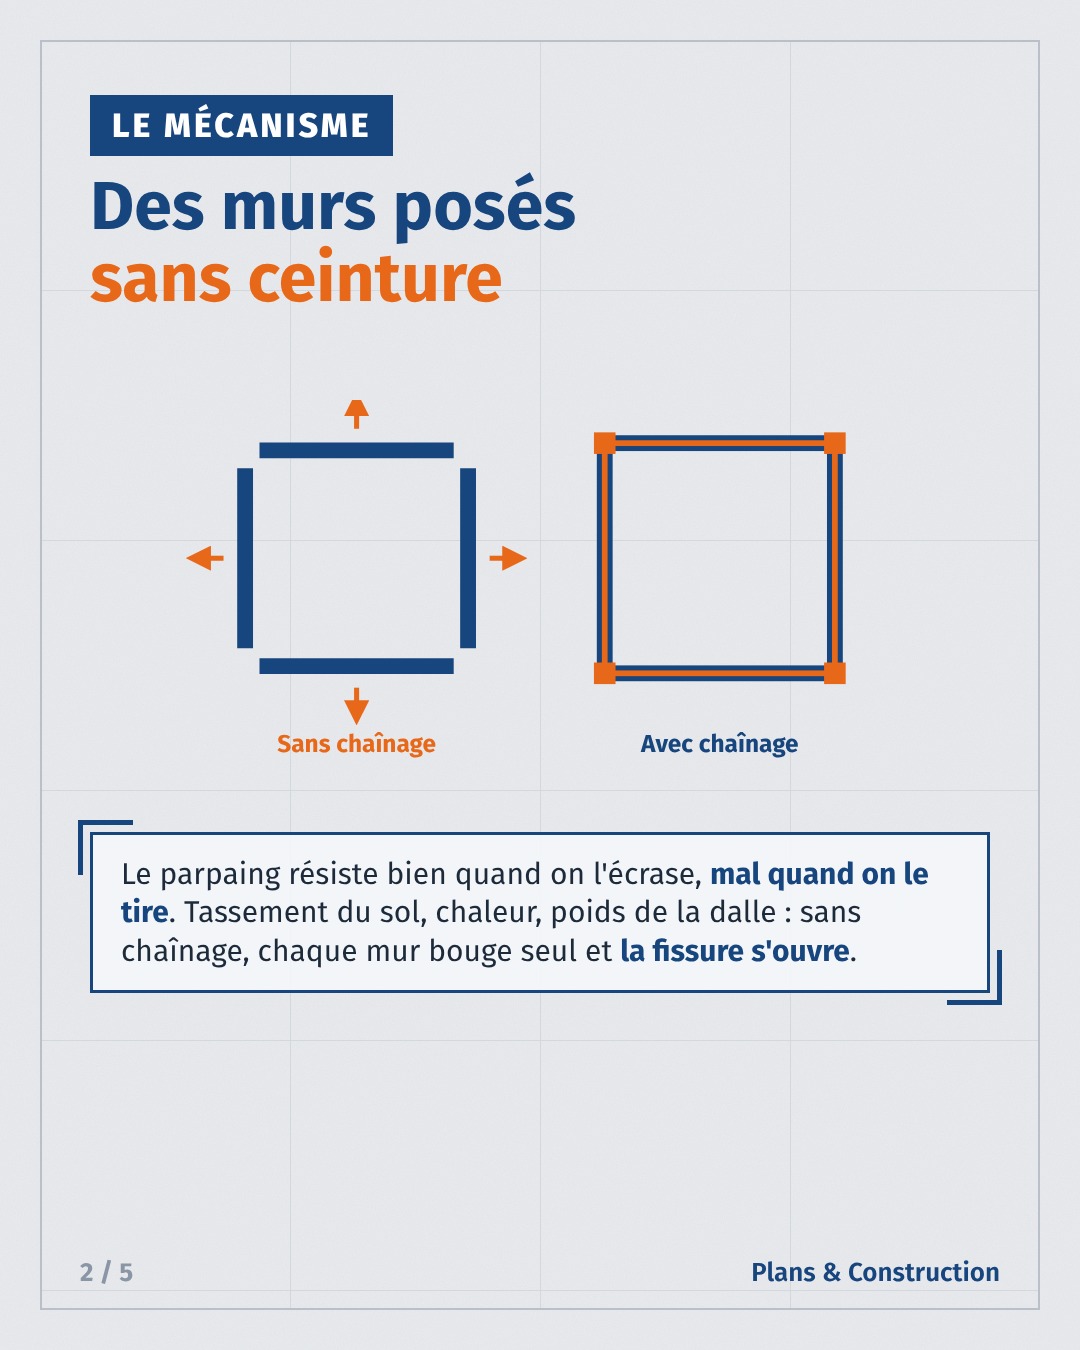 LE MÉCANISME
Des murs posés
sans ceinture
Sans chaînage
Avec chaînage
Le parpaing résiste bien quand on l'écrase, mal quand on le
tire. Tassement du sol, chaleur, poids de la dalle : sans
chaînage, chaque mur bouge seul et la fissure s'ouvre.
2 / 5
Plans & Construction